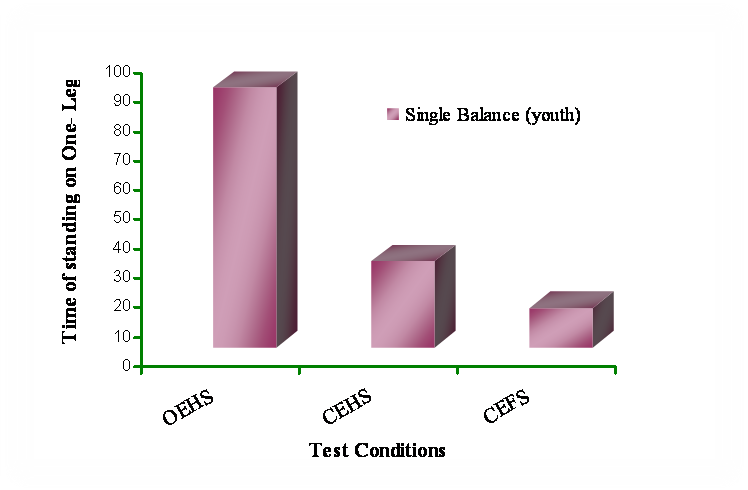 Time of standing on One- Leg
100
90
80
70
60
50
40
30
20
10
0
Single Balance (youth)
OEHS
CEHS
CEFS
Test Conditions